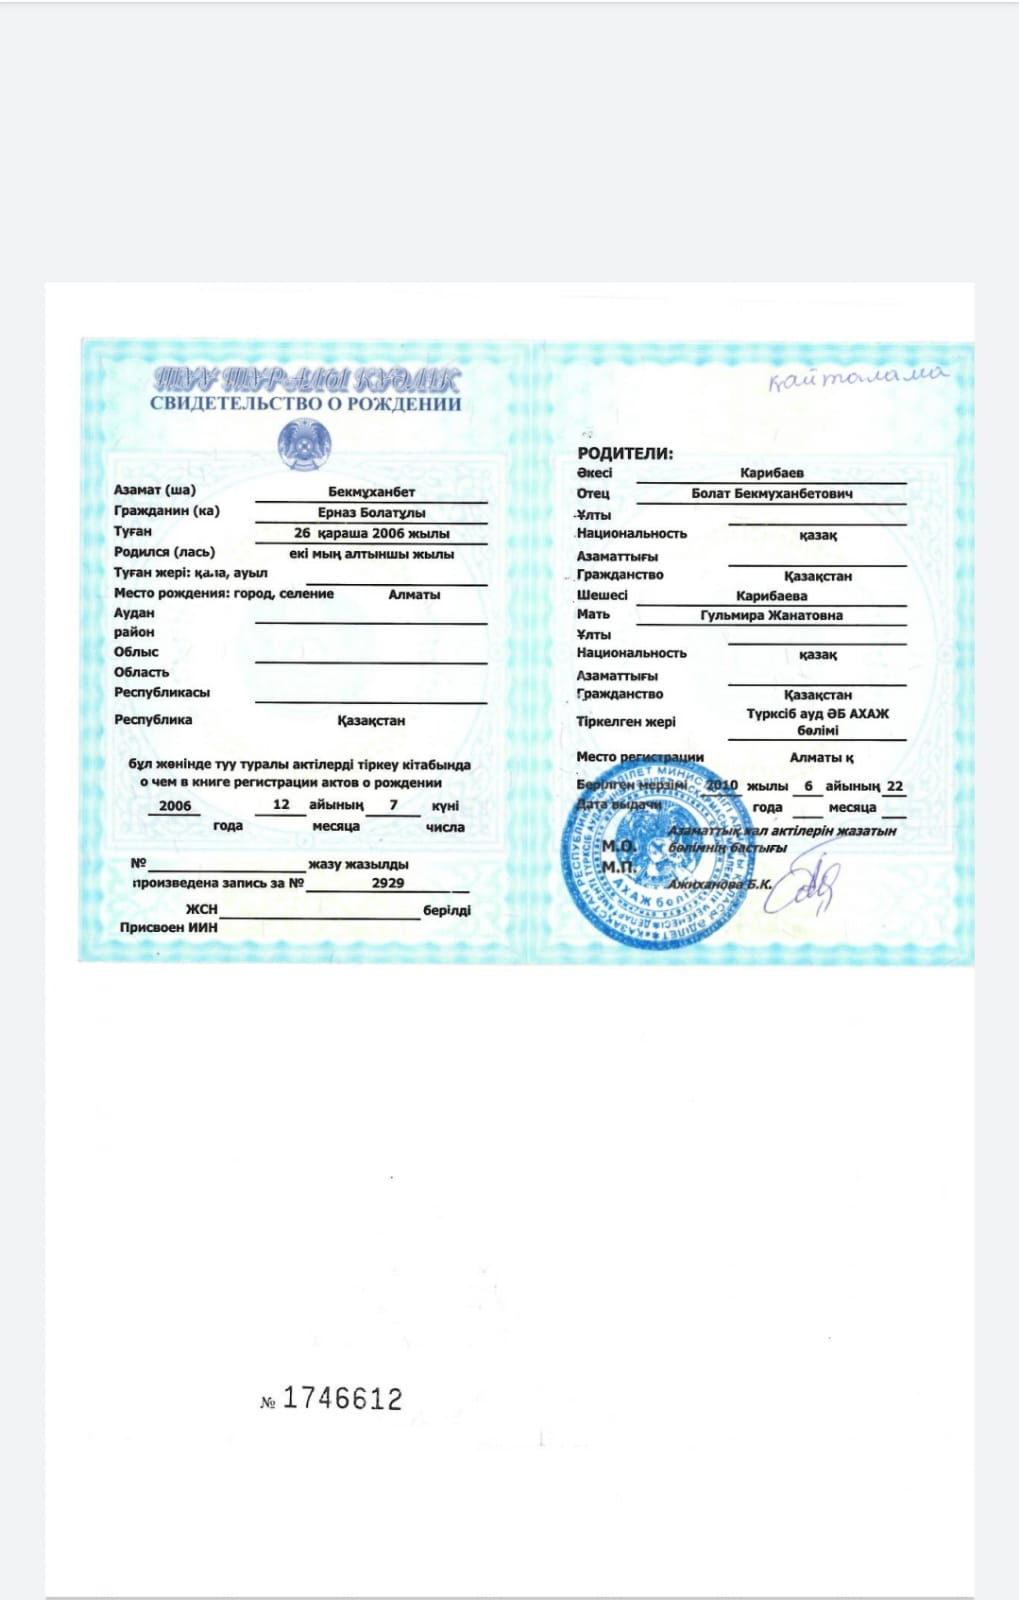 ТУУ ТУРАЛЫ КУӘЛІК
СВИДЕТЕЛЬСТВО О РОЖДЕНИИ
Азамат (ша)
Бекмұханбет
Гражданин (ка)
Ерназ Болатұлы
Туған
26 қараша 2006 жылы
Родился (лась)
екі мың алтыншы жылы
Туған жері: қала, ауыл
Место рождения: город, селение
Алматы
Аудан
район
Облыс
Область
Республикасы
Республика
Қазақстан
бұл жөнінде туу туралы актілерді тіркеу кітабында
о чем в книге регистрации актов о рождении
2006 12 айының 7 күні
года месяца числа
№ жазу жазылды
произведена запись за № 2929
ЖСН берілді
Присвоен ИИН
қайталама
РОДИТЕЛИ:
Әкесі
Карибаев
Отец
Болат Бекмуханбетович
Ұлты
Национальность
қазақ
Азаматтығы
Гражданство
Қазақстан
Шешесі
Карибаева
Мать
Гульмира Жанатовна
Ұлты
Национальность
қазақ
Азаматтығы
Гражданство
Қазақстан
Тіркелген жері
Түрксіб ауд ӘБ АХАЖ
бөлімі
Место регистрации
Алматы қ
Берілген мерзімі 2010 жылы 6 айының 22
Дата выдачи года месяца
Азаматтық хал актілерін жазатын
М.О. бөлімнің бастығы
М.П.
Ажиханова Б.К.
АХАЖ бөлімі
№ 1746612